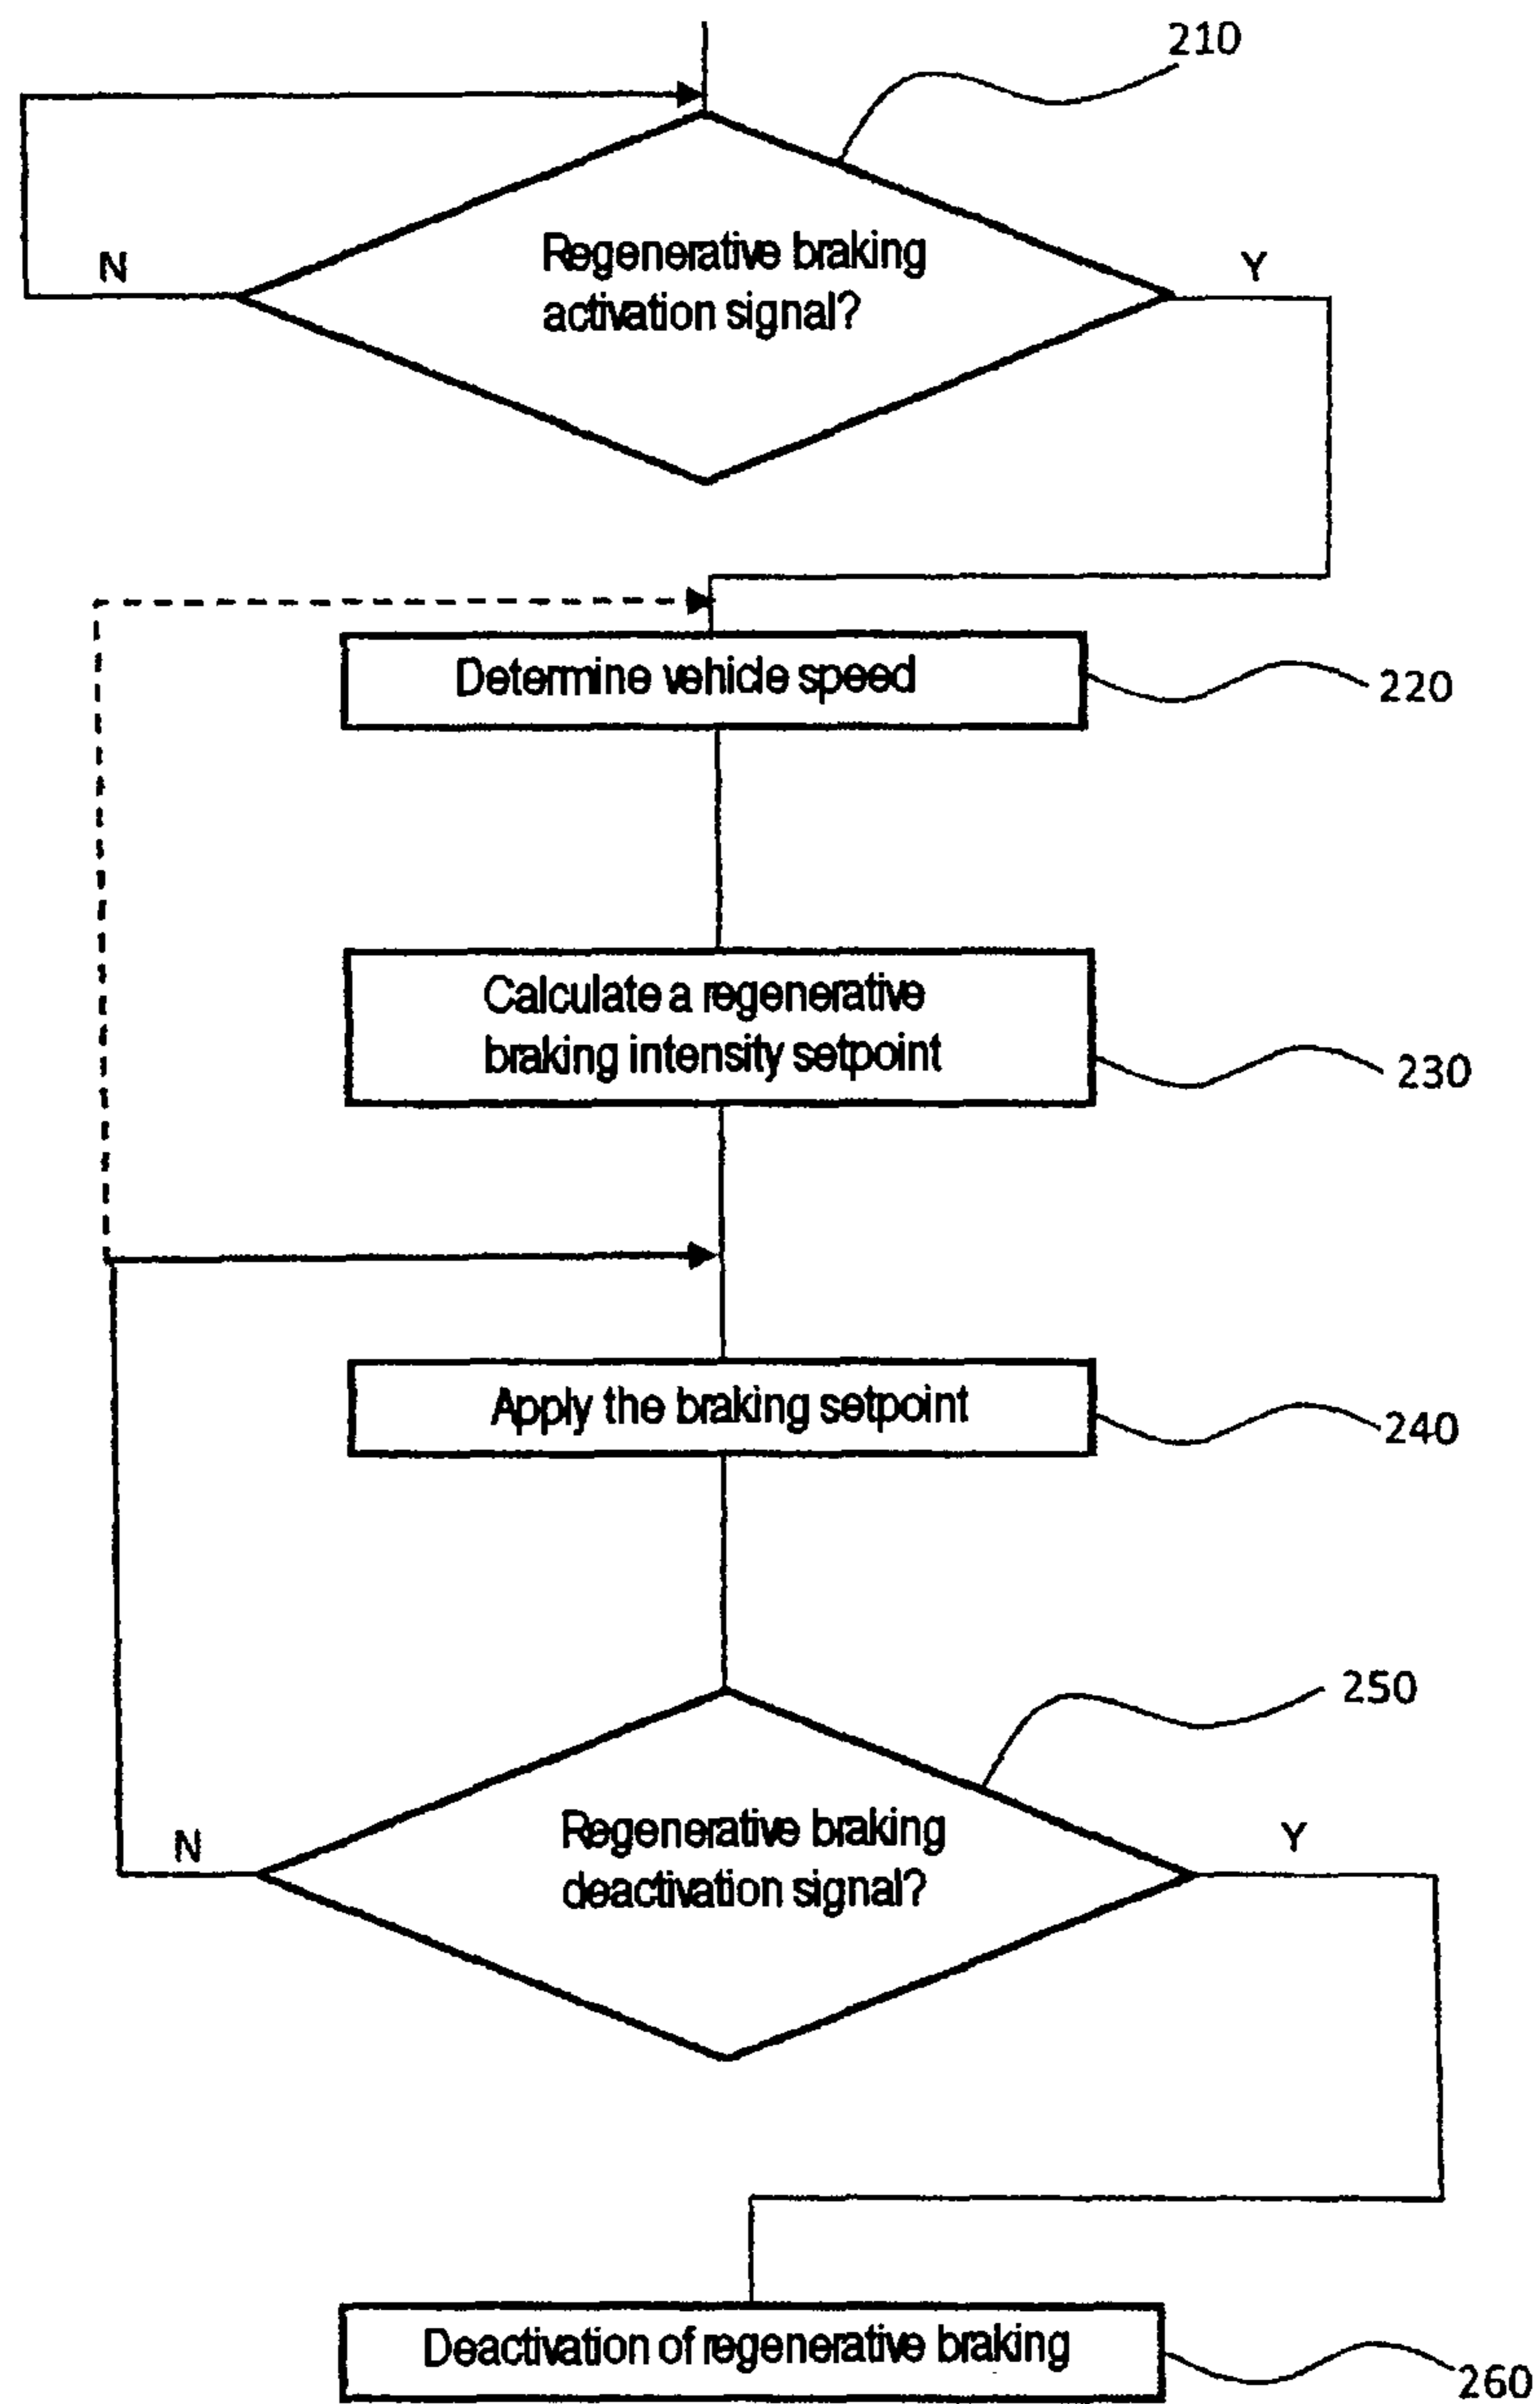 210
N
Regenerative braking
activation signal?
Y
Determine vehicle speed
220
Calculate a regenerative
braking intensity setpoint
230
Apply the braking setpoint
240
250
N
Regenerative braking
deactivation signal?
Y
Deactivation of regenerative braking
260